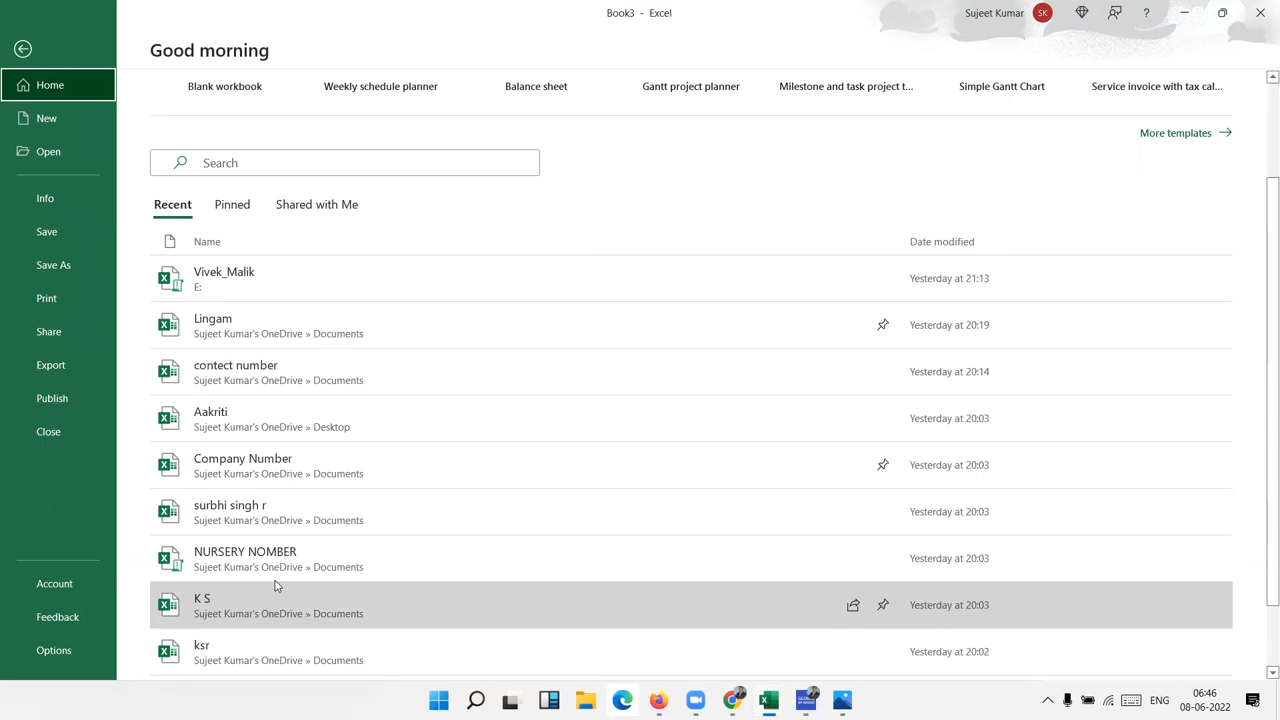 Book3 - Excel
Sujeet Kumar
SK
?
Good morning
Home
New
Open
Info
Save
Save As
Print
Share
Export
Publish
Close
Account
Feedback
Options
Blank workbook
Weekly schedule planner
Balance sheet
Gantt project planner
Milestone and task project t...
Simple Gantt Chart
Service invoice with tax cal...
More templates
Search
Recent
Pinned
Shared with Me
Name
Date modified
Vivek_Malik
E:
Yesterday at 21:13
Lingam
Sujeet Kumar's OneDrive » Documents
Yesterday at 20:19
contect number
Sujeet Kumar's OneDrive » Documents
Yesterday at 20:14
Aakriti
Sujeet Kumar's OneDrive » Desktop
Yesterday at 20:03
Company Number
Sujeet Kumar's OneDrive » Documents
Yesterday at 20:03
surbhi singh r
Sujeet Kumar's OneDrive » Documents
Yesterday at 20:03
NURSERY NOMBER
Sujeet Kumar's OneDrive » Documents
Yesterday at 20:03
K S
Sujeet Kumar's OneDrive » Documents
Yesterday at 20:03
ksr
Sujeet Kumar's OneDrive » Documents
Yesterday at 20:02
ENG
06:46
08-06-2022